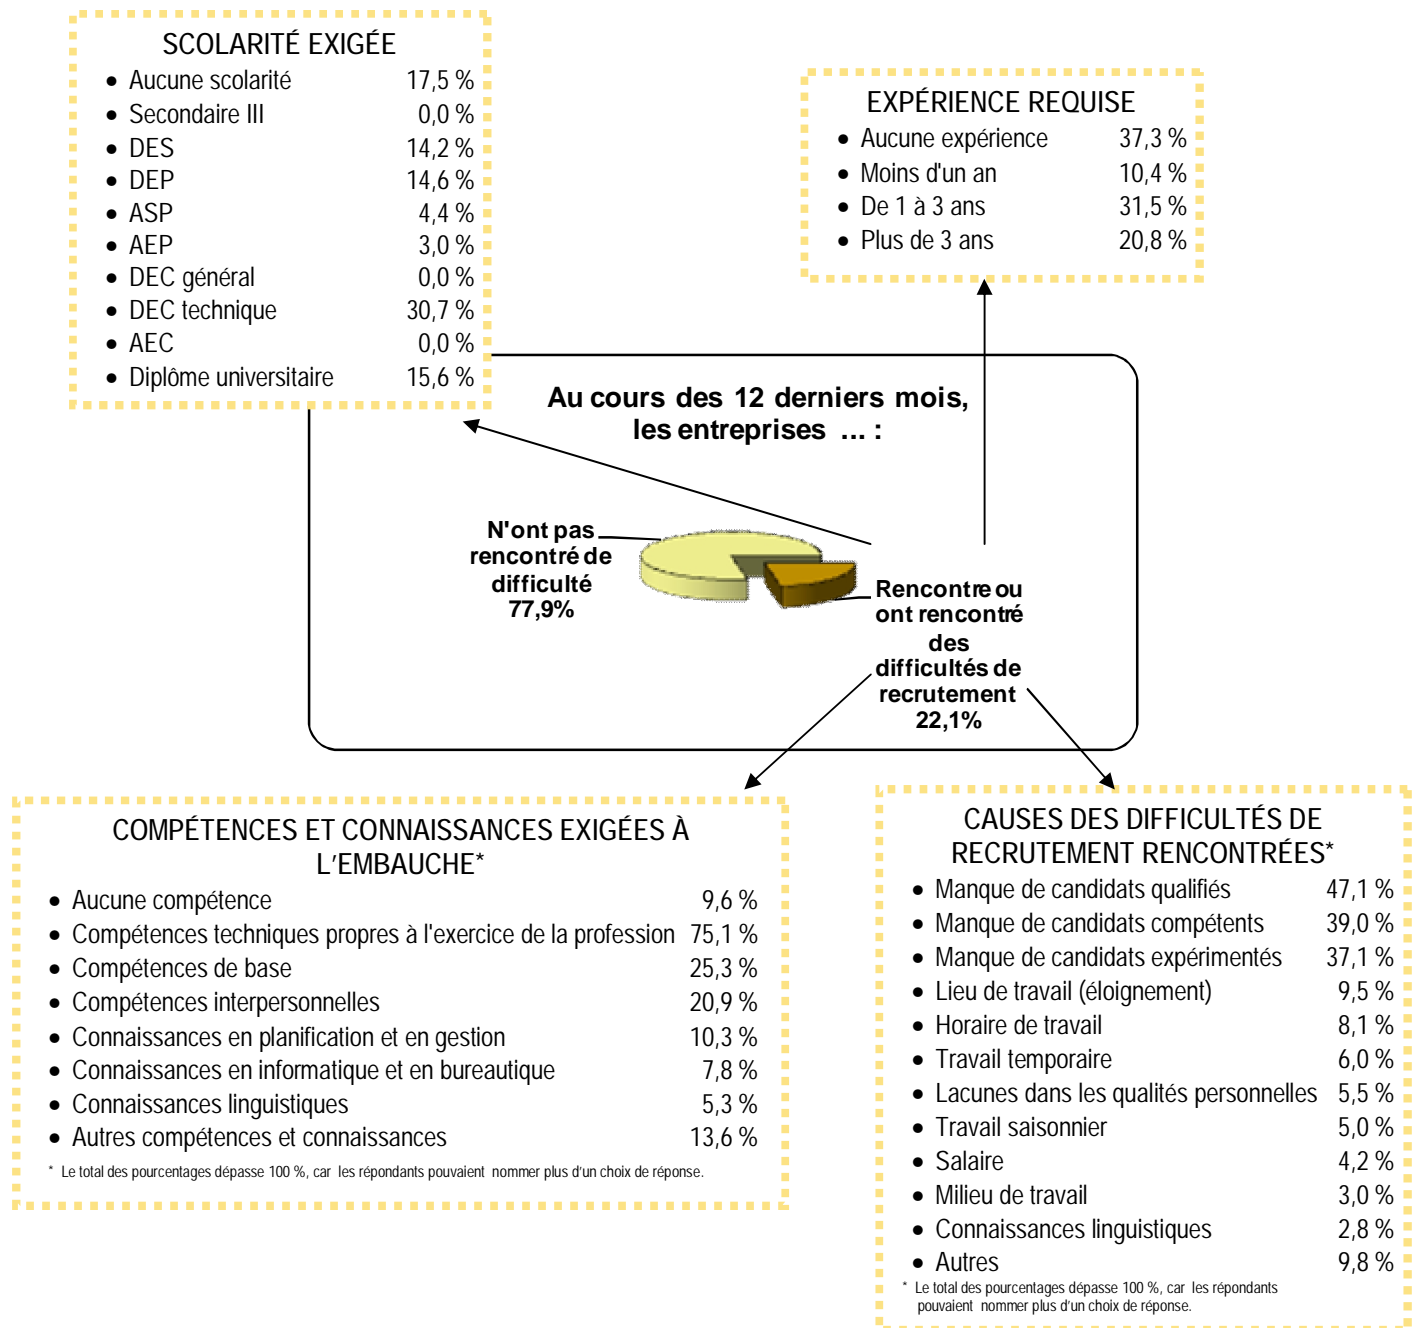 SCOLARITÉ EXIGÉE
• Aucune scolarité 17,5 %
• Secondaire III 0,0 %
• DES 14,2 %
• DEP 14,6 %
• ASP 4,4 %
• AEP 3,0 %
• DEC général 0,0 %
• DEC technique 30,7 %
• AEC 0,0 %
• Diplôme universitaire 15,6 %
EXPÉRIENCE REQUISE
• Aucune expérience 37,3 %
• Moins d'un an 10,4 %
• De 1 à 3 ans 31,5 %
• Plus de 3 ans 20,8 %
Au cours des 12 derniers mois,
les entreprises ... :
N'ont pas
rencontré de
difficulté
77,9%
Rencontre ou
ont rencontré
des
difficultés de
recrutement
22,1%
COMPÉTENCES ET CONNAISSANCES EXIGÉES À
L'EMBAUCHE*
• Aucune compétence 9,6 %
• Compétences techniques propres à l'exercice de la profession 75,1 %
• Compétences de base 25,3 %
• Compétences interpersonnelles 20,9 %
• Connaissances en planification et en gestion 10,3 %
• Connaissances en informatique et en bureautique 7,8 %
• Connaissances linguistiques 5,3 %
• Autres compétences et connaissances 13,6 %
* Le total des pourcentages dépasse 100 %, car les répondants pouvaient nommer plus d'un choix de réponse.
CAUSES DES DIFFICULTÉS DE
RECRUTEMENT RENCONTRÉES*
• Manque de candidats qualifiés 47,1 %
• Manque de candidats compétents 39,0 %
• Manque de candidats expérimentés 37,1 %
• Lieu de travail (éloignement) 9,5 %
• Horaire de travail 8,1 %
• Travail temporaire 6,0 %
• Lacunes dans les qualités personnelles 5,5 %
• Travail saisonnier 5,0 %
• Salaire 4,2 %
• Milieu de travail 3,0 %
• Connaissances linguistiques 2,8 %
• Autres 9,8 %
* Le total des pourcentages dépasse 100 %, car les répondants
pouvaient nommer plus d'un choix de réponse.